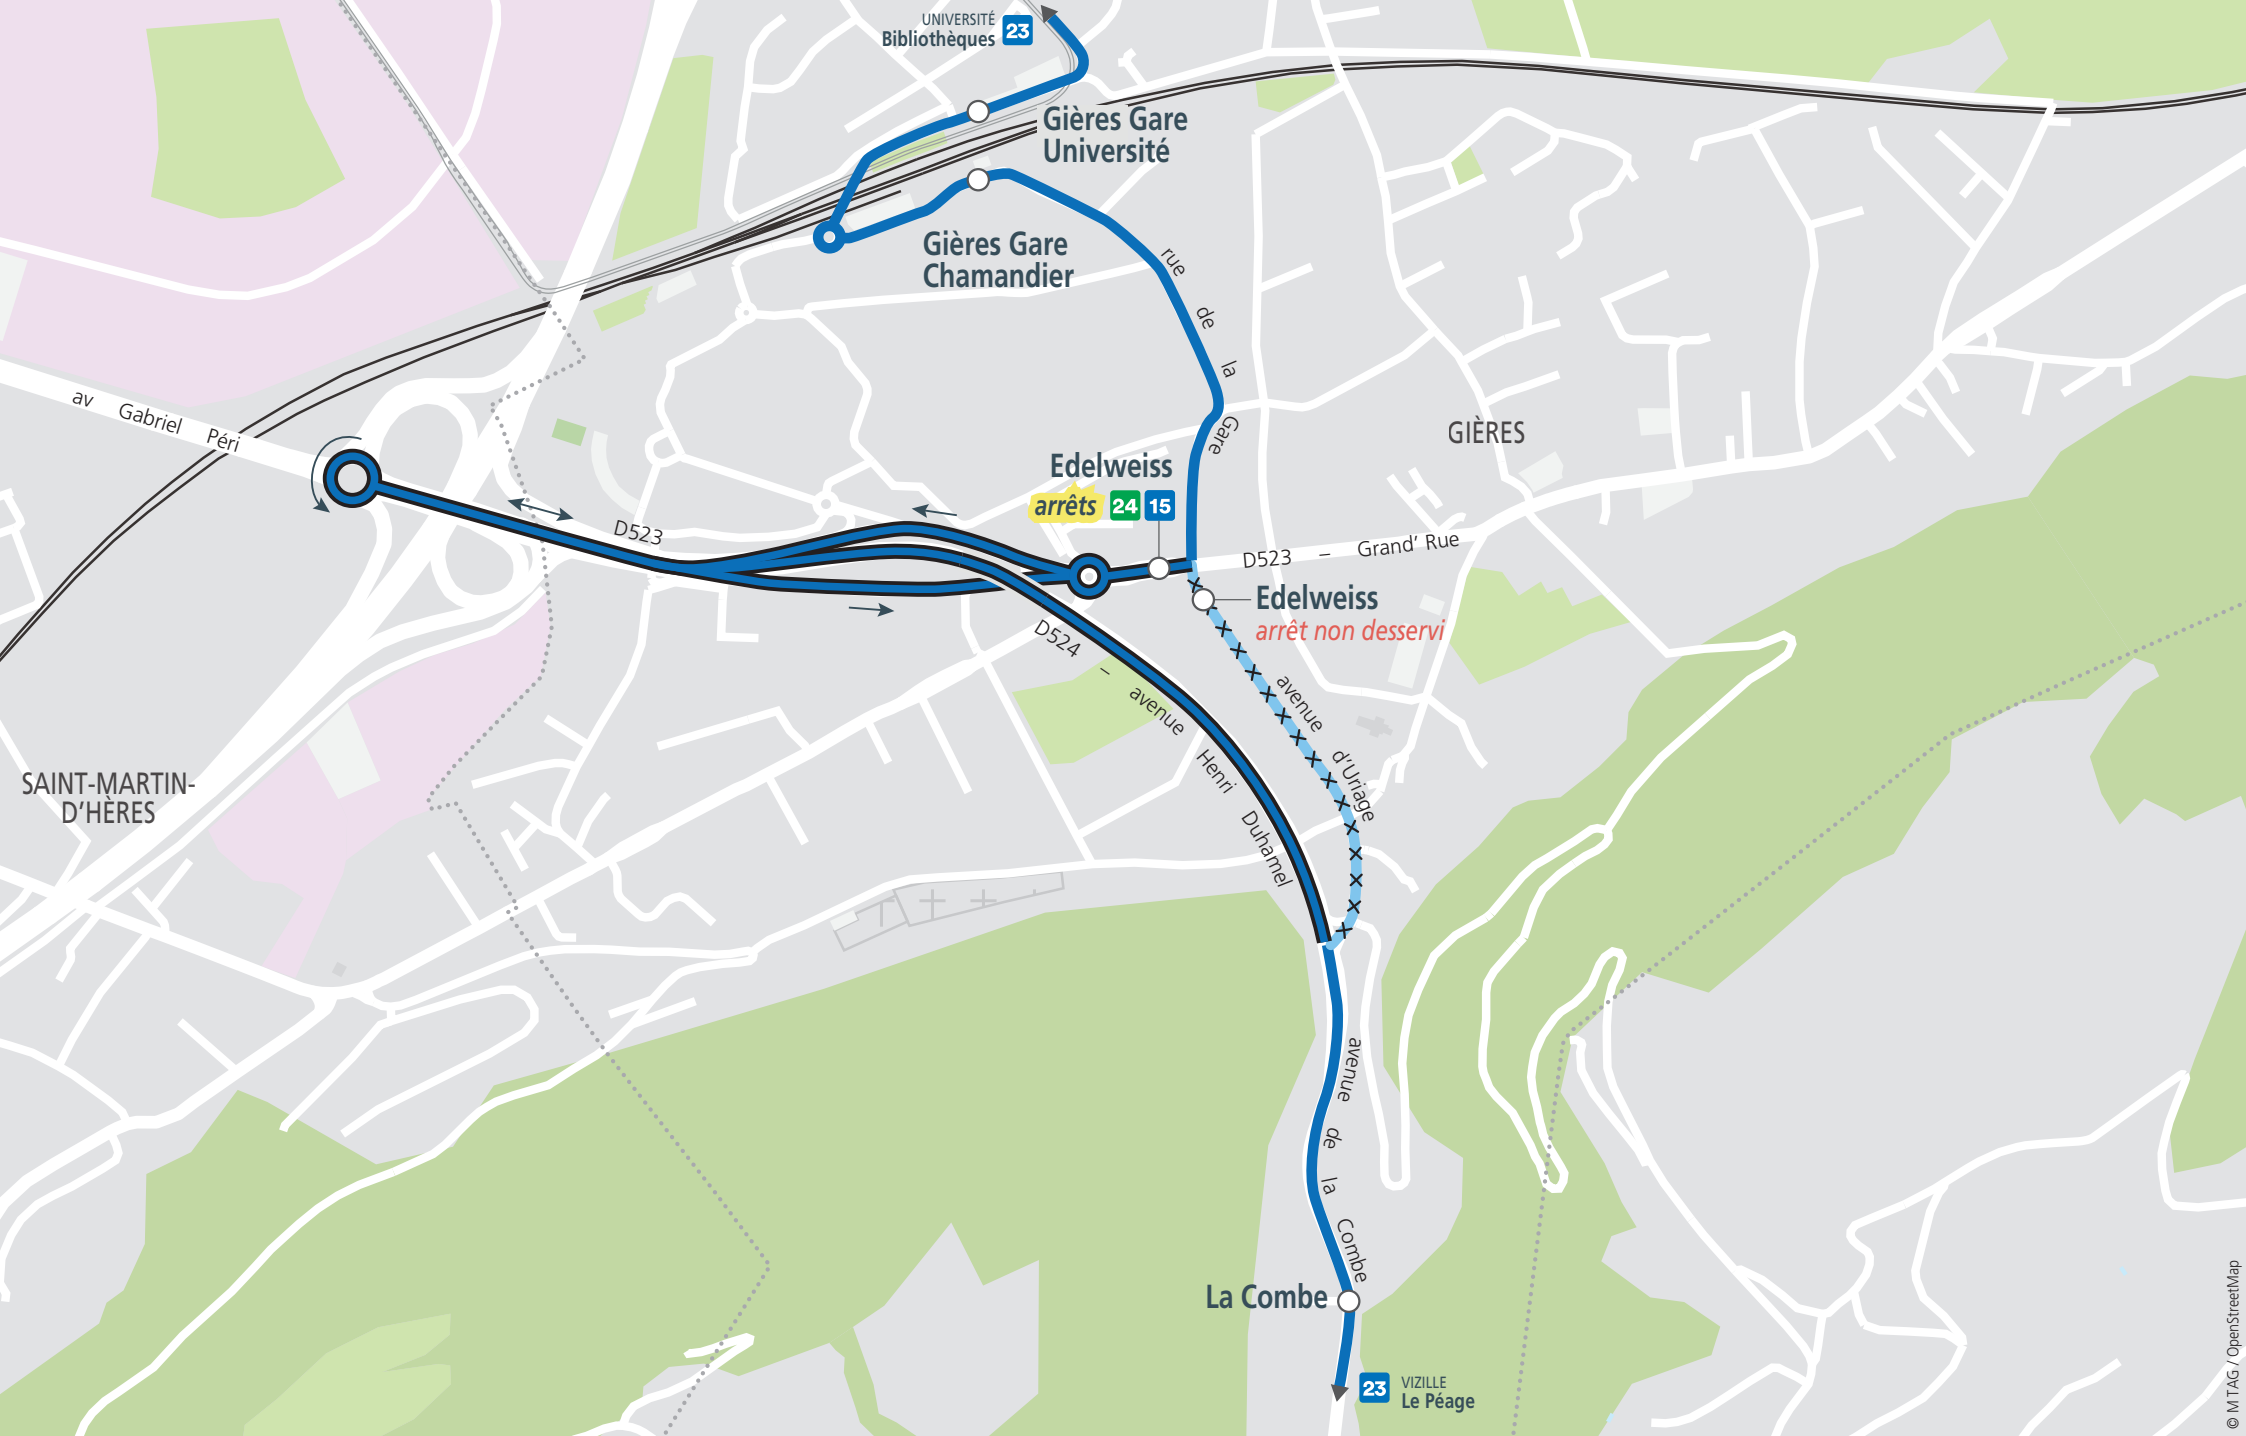 UNIVERSITÉ
Bibliothèques 23
Gières Gare
Université
Gières Gare
Chamandier
rue de la Gare
av Gabriel Péri
GIÈRES
Edelweiss
arrêts 24 15
D523
D523 – Grand' Rue
Edelweiss
arrêt non desservi
D524 – avenue Henri Duhamel
avenue d'Uriage
SAINT-MARTIN-
D'HÈRES
avenue de la Combe
La Combe
23 VIZILLE
Le Péage
© M TAG / OpenStreetMap